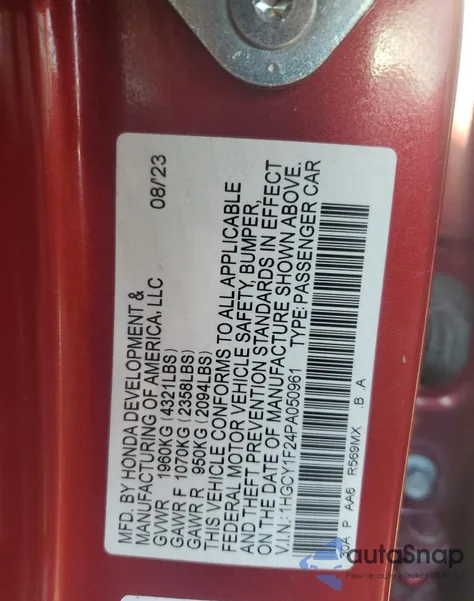 MFD. BY HONDA DEVELOPMENT &
MANUFACTURING OF AMERICA, LLC 08/'23
GVWR 1960KG (4321LBS)
GAWR F 1070KG (2358LBS)
GAWR R 950KG (2094LBS)
THIS VEHICLE CONFORMS TO ALL APPLICABLE
FEDERAL MOTOR VEHICLE SAFETY, BUMPER,
AND THEFT PREVENTION STANDARDS IN EFFECT
ON THE DATE OF MANUFACTURE SHOWN ABOVE.
V.I.N.: 1HGCY1F24PA050961 TYPE: PASSENGER CAR
30A P AA6 R569MX .B .A
autoSnap